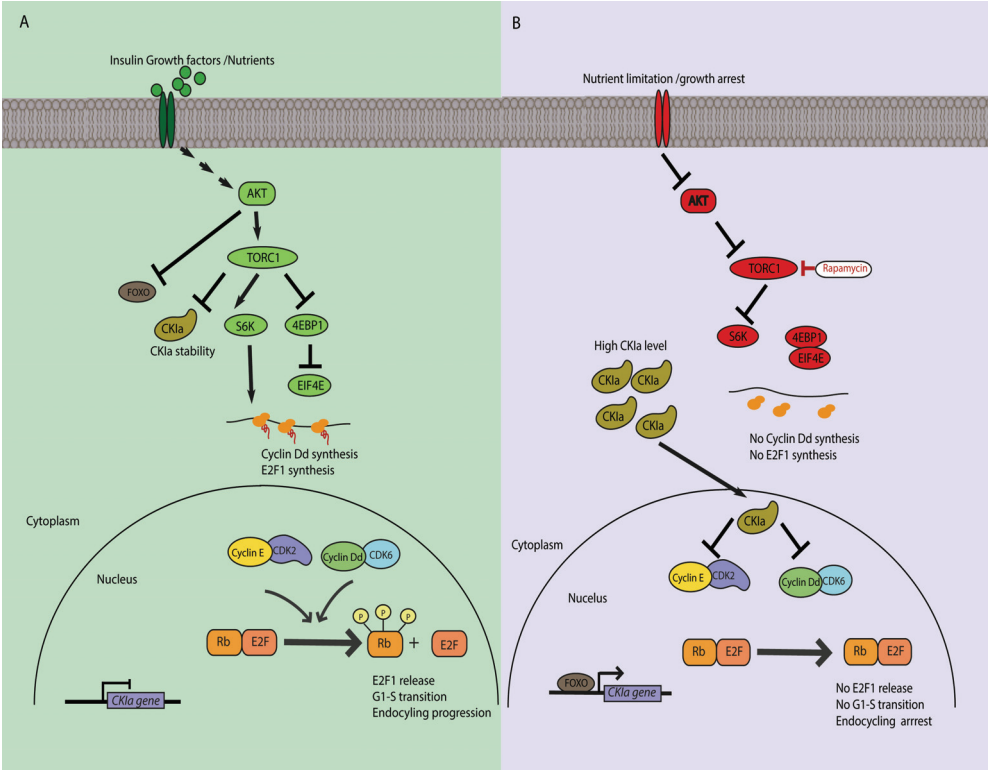 A
Insulin Growth factors /Nutrients
AKT
TORC1
FOXO
CKIa
CKIa stability
S6K
4EBP1
EIF4E
Cyclin Dd synthesis
E2F1 synthesis
Cytoplasm
Nucleus
Cyclin E
CDK2
Cyclin Dd
CDK6
P
P
P
Rb
E2F
Rb
+
E2F
E2F1 release
G1-S transition
Endocyling progression
CKIa gene
B
Nutrient limitation /growth arrest
AKT
TORC1
Rapamycin
S6K
4EBP1
EIF4E
High CKIa level
CKIa
CKIa
CKIa
CKIa
No Cyclin Dd synthesis
No E2F1 synthesis
Cytoplasm
Nucelus
CKIa
Cyclin E
CDK2
Cyclin Dd
CDK6
Rb
E2F
Rb
E2F
FOXO
CKIa gene
No E2F1 release
No G1-S transition
Endocycling arrrest